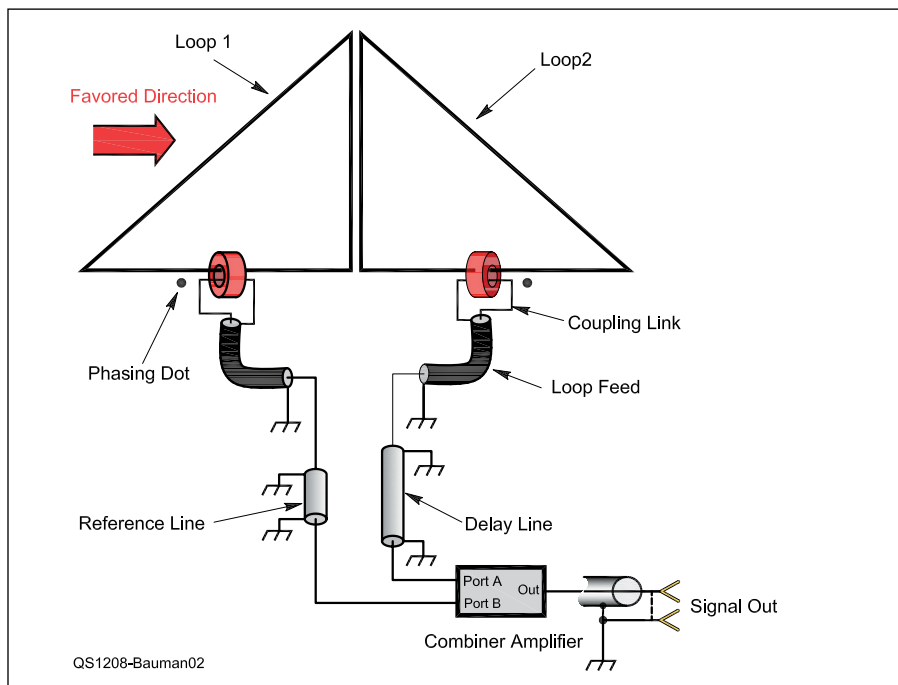 Loop 1
Loop2
Favored Direction
Coupling Link
Phasing Dot
Loop Feed
Reference Line
Delay Line
Port A
Out
Port B
Signal Out
Combiner Amplifier
QS1208-Bauman02